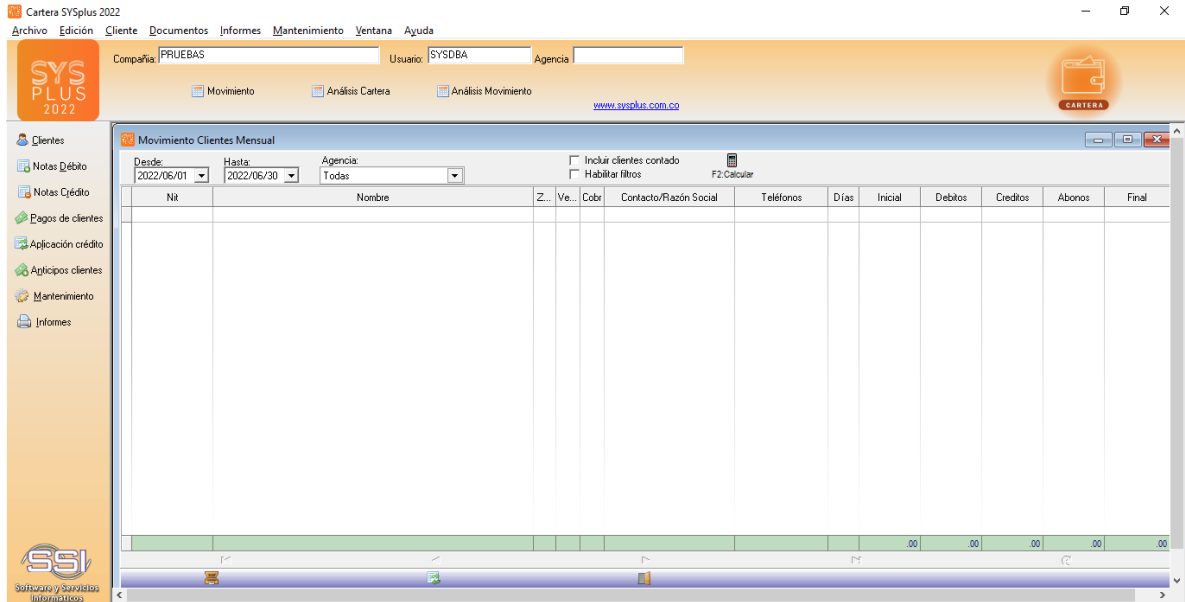 Cartera SYSplus 2022
Archivo Edición Cliente Documentos Informes Mantenimiento Ventana Ayuda
SYS
PLUS
2022
Compañia: PRUEBAS Usuario: SYSDBA Agencia
Movimiento Análisis Cartera Análisis Movimiento
www.sysplus.com.co
CARTERA
Clientes
Notas Débito
Notas Crédito
Pagos de clientes
Aplicación crédito
Anticipos clientes
Mantenimiento
Informes
Movimiento Clientes Mensual
Desde: Hasta: Agencia: Incluir clientes contado
2022/06/01 2022/06/30 Todas Habilitar filtros F2:Calcular
Nit Nombre Z... Ve... Cobr Contacto/Razón Social Teléfonos Días Inicial Debitos Creditos Abonos Final
.00 .00 .00 .00 .00
SSI
Software y Servicios
Informáticos